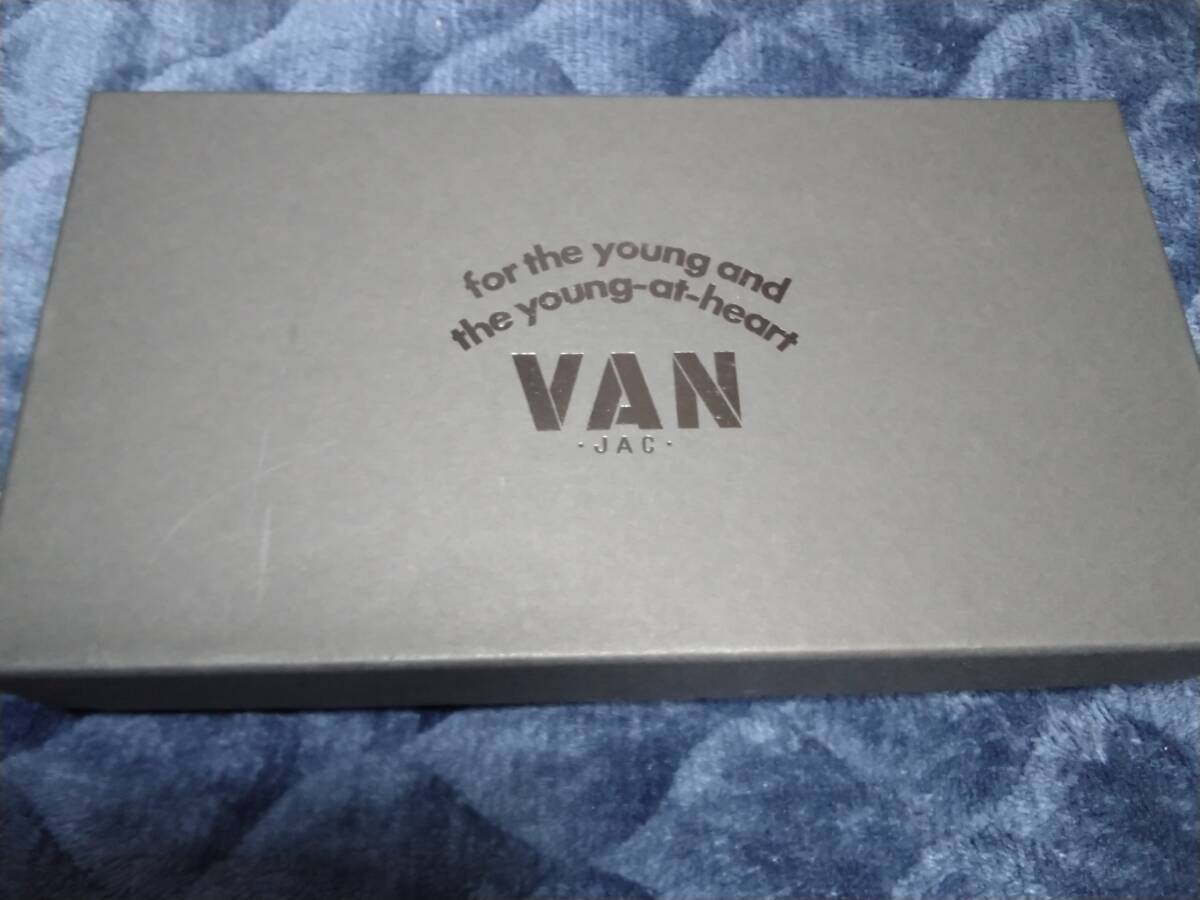 for the young and
the young-at-heart
VAN
·JAC·